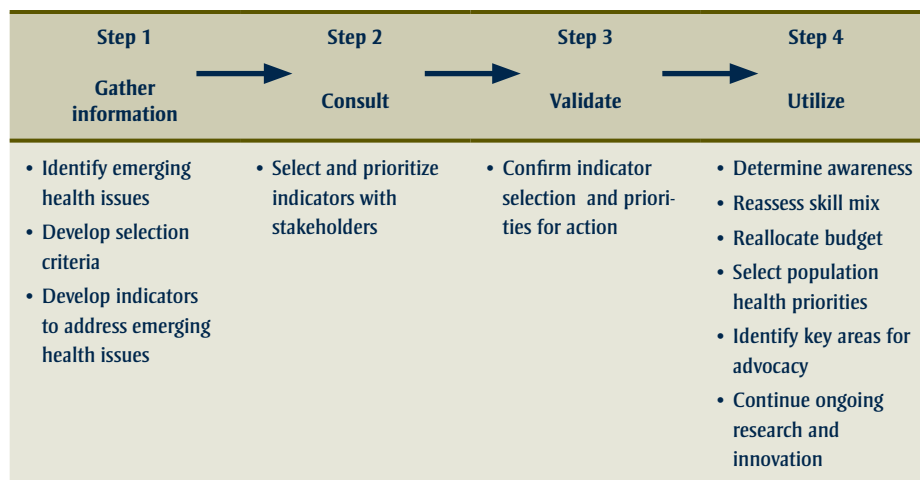 Step 1
Gather
information
Step 2
Consult
Step 3
Validate
Step 4
Utilize
• Identify emerging
health issues
• Develop selection
criteria
• Develop indicators
to address emerging
health issues
• Select and prioritize
indicators with
stakeholders
• Confirm indicator
selection and priori-
ties for action
• Determine awareness
• Reassess skill mix
• Reallocate budget
• Select population
health priorities
• Identify key areas for
advocacy
• Continue ongoing
research and
innovation